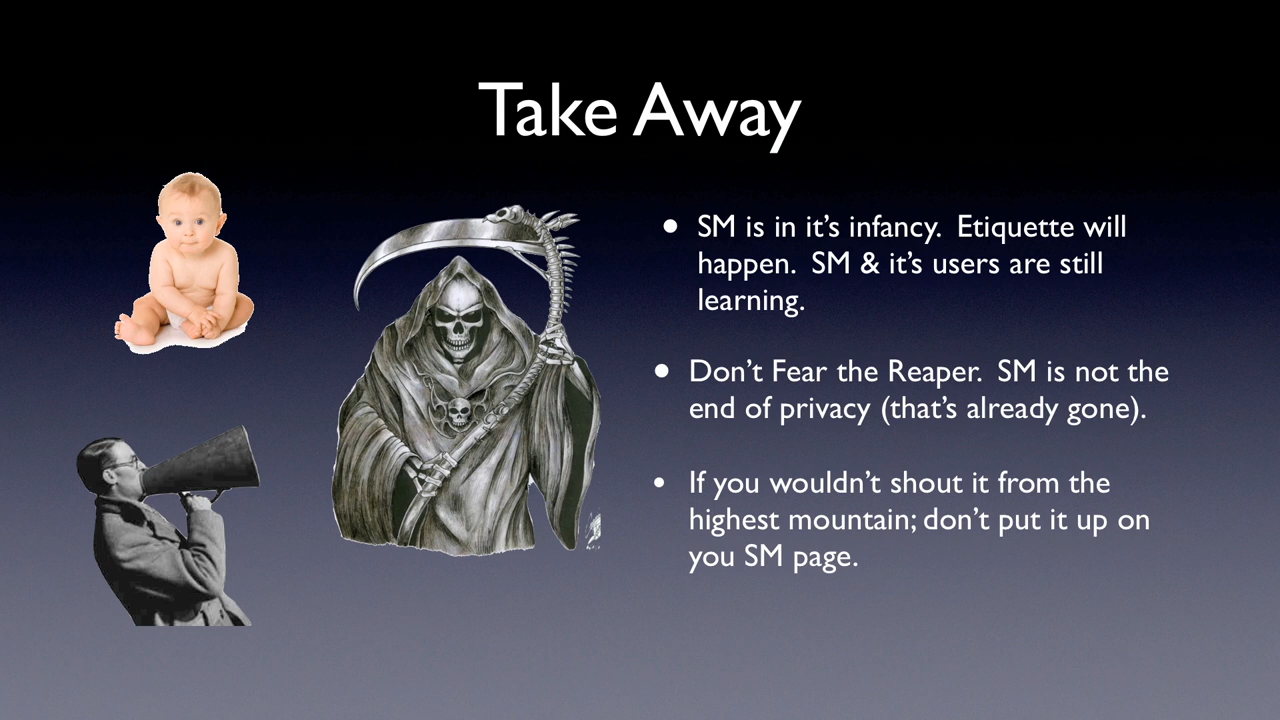 Take Away
• SM is in it’s infancy.  Etiquette will
happen.  SM & it’s users are still
learning.
• Don’t Fear the Reaper.  SM is not the
end of privacy (that’s already gone).
• If you wouldn’t shout it from the
highest mountain; don’t put it up on
you SM page.